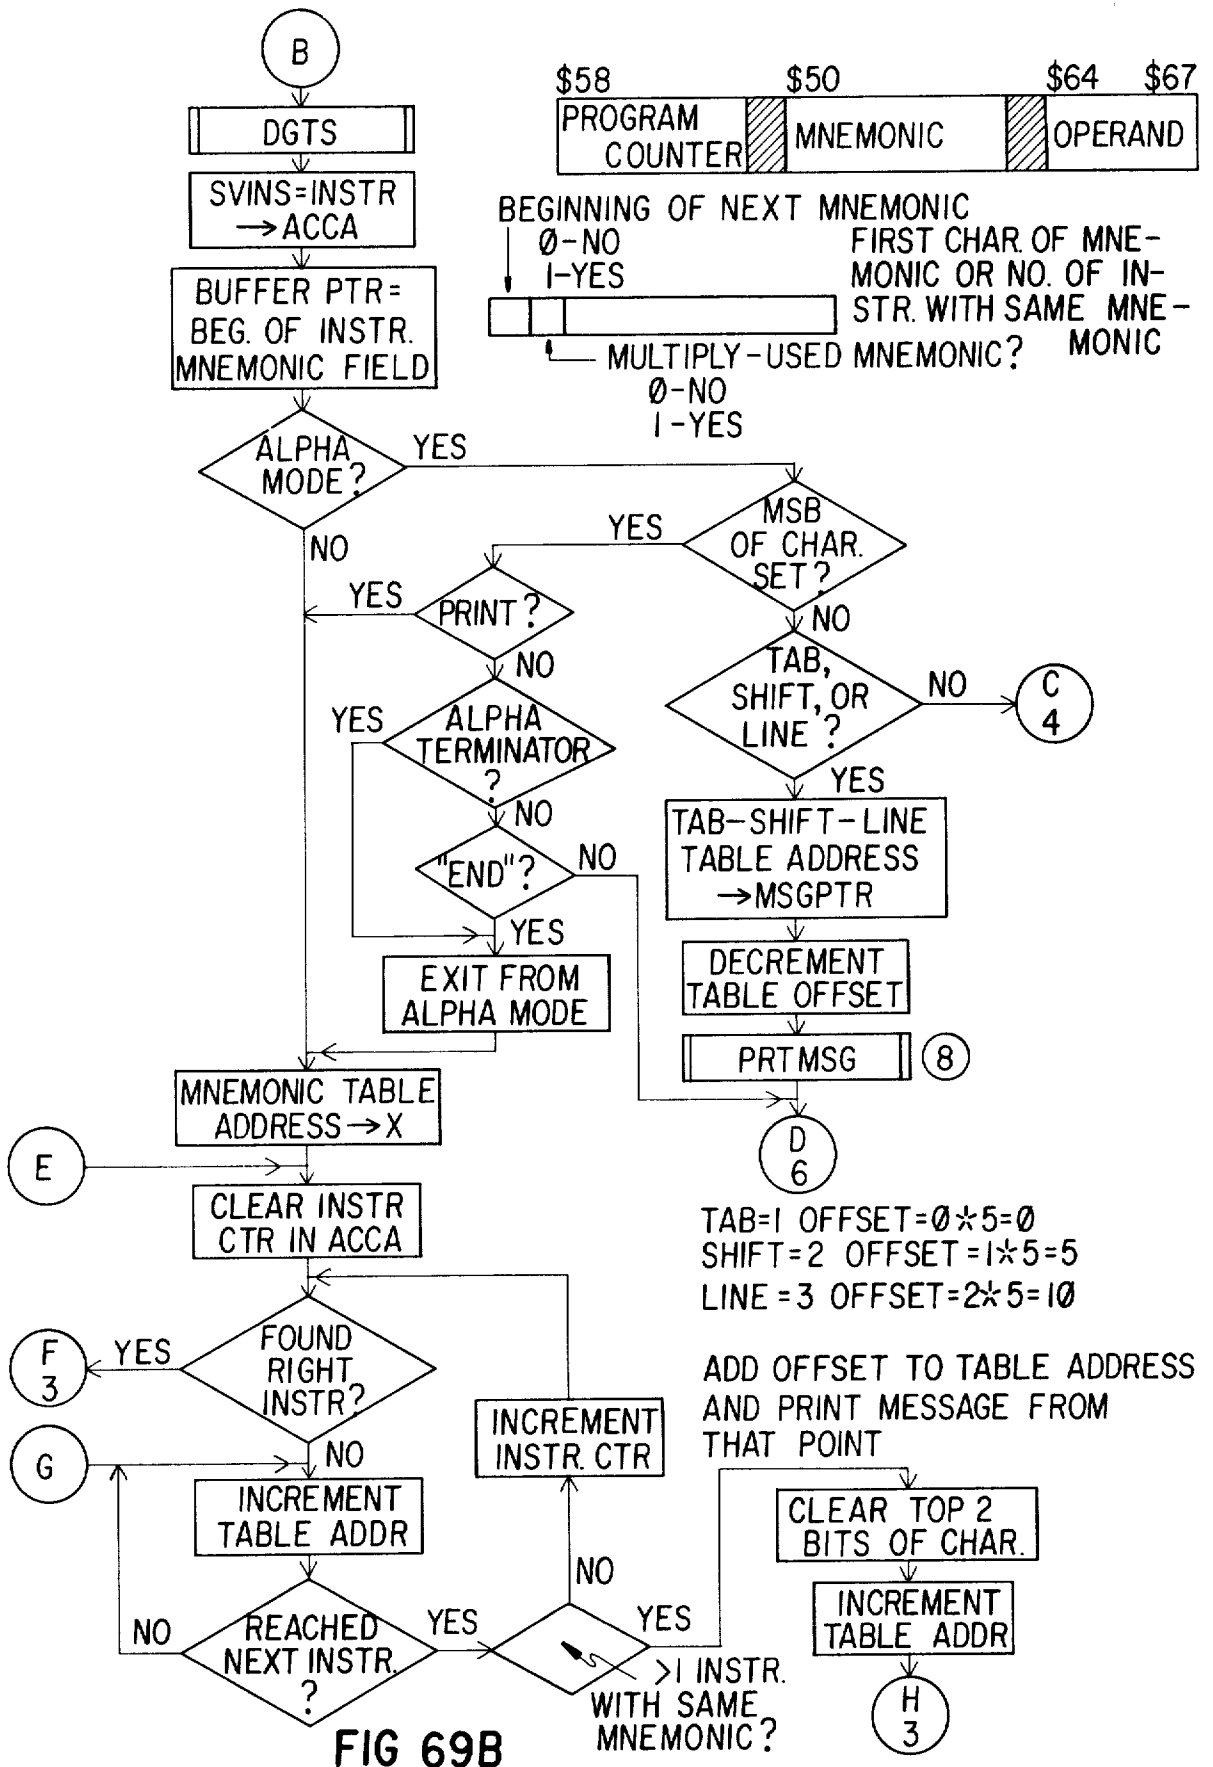 B
DGTS
SVINS=INSTR
→ACCA
BUFFER PTR=
BEG. OF INSTR.
MNEMONIC FIELD
$58 $50 $64 $67
PROGRAM
COUNTER
MNEMONIC
OPERAND
BEGINNING OF NEXT MNEMONIC
Ø-NO
1-YES
FIRST CHAR. OF MNE-
MONIC OR NO. OF IN-
STR. WITH SAME MNE-
MONIC
MULTIPLY-USED MNEMONIC?
Ø-NO
1-YES
ALPHA
MODE?
YES
NO
MSB
OF CHAR.
SET?
YES
NO
PRINT?
YES
NO
TAB,
SHIFT, OR
LINE?
NO
C
4
YES
ALPHA
TERMINATOR
?
YES
NO
TAB-SHIFT-LINE
TABLE ADDRESS
→MSGPTR
"END"?
NO
YES
EXIT FROM
ALPHA MODE
DECREMENT
TABLE OFFSET
PRTMSG
8
D
6
MNEMONIC TABLE
ADDRESS→X
E
CLEAR INSTR
CTR IN ACCA
TAB=1 OFFSET=Ø*5=Ø
SHIFT=2 OFFSET=1*5=5
LINE=3 OFFSET=2*5=1Ø
FOUND
RIGHT
INSTR?
YES
F
3
NO
ADD OFFSET TO TABLE ADDRESS
AND PRINT MESSAGE FROM
THAT POINT
INCREMENT
INSTR. CTR
G
INCREMENT
TABLE ADDR
CLEAR TOP 2
BITS OF CHAR.
NO
REACHED
NEXT INSTR.
?
NO
YES
YES
>1 INSTR.
WITH SAME
MNEMONIC?
INCREMENT
TABLE ADDR
H
3
FIG 69B